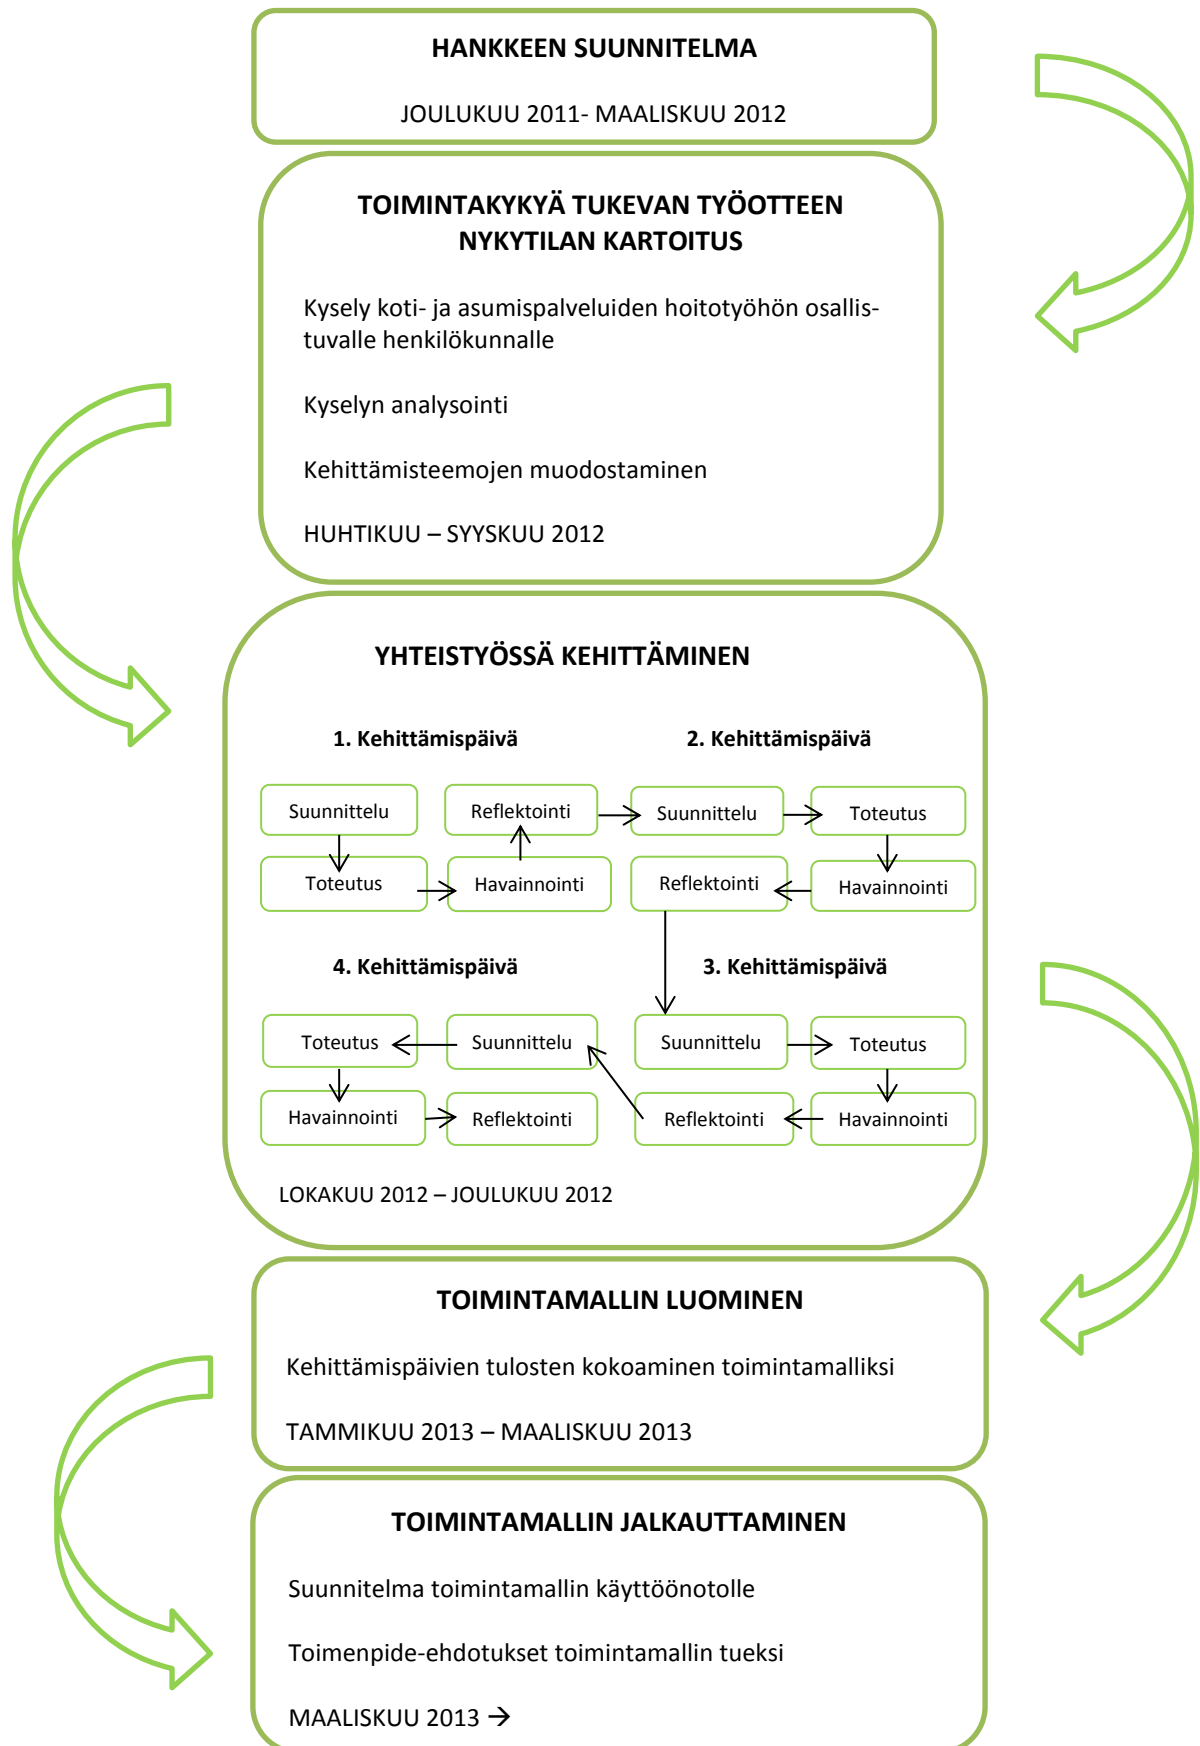 HANKKEEN SUUNNITELMA
JOULUKUU 2011- MAALISKUU 2012
TOIMINTAKYKYÄ TUKEVAN TYÖOTTEEN
NYKYTILAN KARTOITUS
Kysely koti- ja asumispalveluiden hoitotyöhön osallis-
tuvalle henkilökunnalle
Kyselyn analysointi
Kehittämisteemojen muodostaminen
HUHTIKUU – SYYSKUU 2012
YHTEISTYÖSSÄ KEHITTÄMINEN
1. Kehittämispäivä
Suunnittelu
Toteutus
Havainnointi
Reflektointi
2. Kehittämispäivä
Suunnittelu
Toteutus
Havainnointi
Reflektointi
3. Kehittämispäivä
Suunnittelu
Toteutus
Havainnointi
Reflektointi
4. Kehittämispäivä
Suunnittelu
Toteutus
Havainnointi
Reflektointi
LOKAKUU 2012 – JOULUKUU 2012
TOIMINTAMALLIN LUOMINEN
Kehittämispäivien tulosten kokoaminen toimintamalliksi
TAMMIKUU 2013 – MAALISKUU 2013
TOIMINTAMALLIN JALKAUTTAMINEN
Suunnitelma toimintamallin käyttöönotolle
Toimenpide-ehdotukset toimintamallin tueksi
MAALISKUU 2013 →